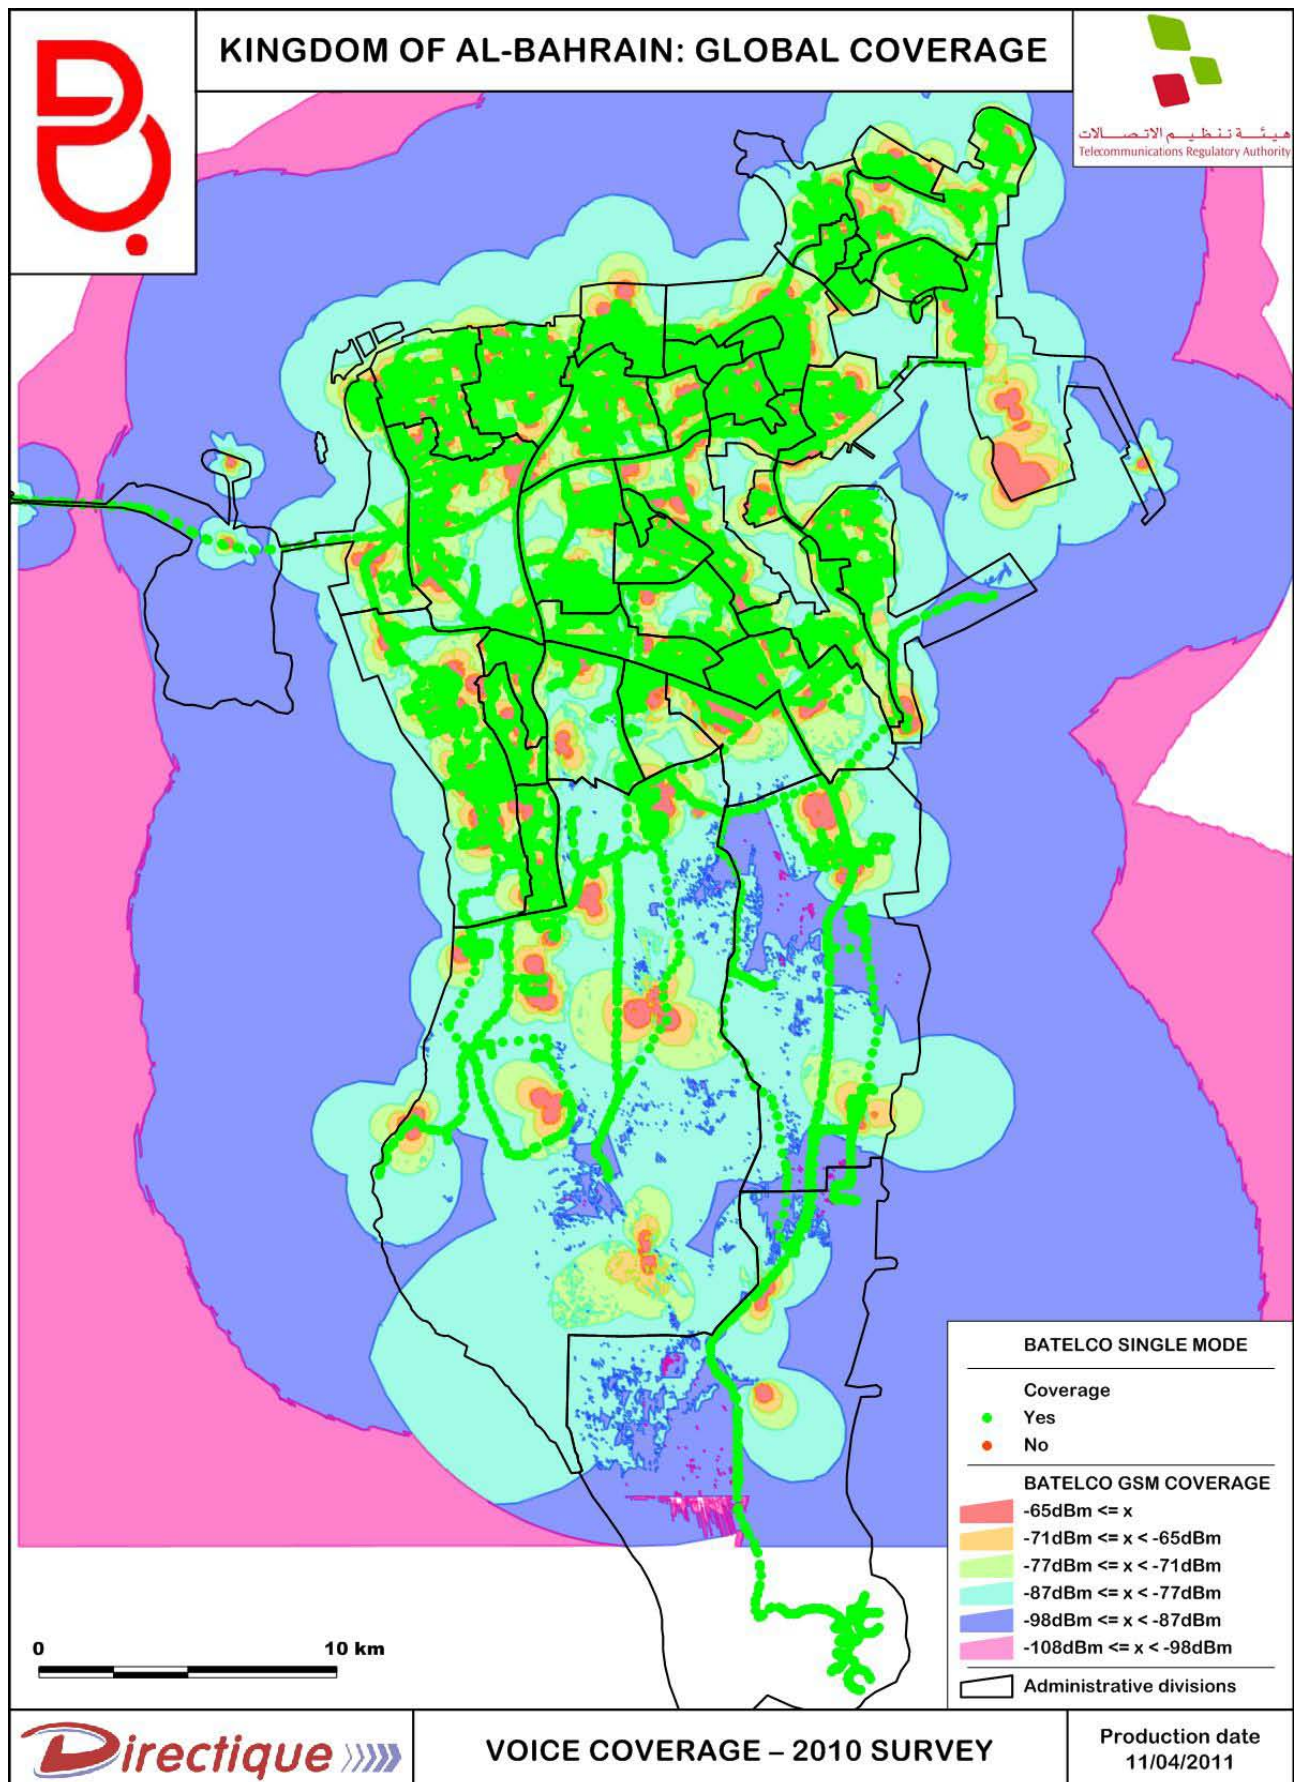 KINGDOM OF AL-BAHRAIN: GLOBAL COVERAGE
هيئة تنظيم الاتصالات
Telecommunications Regulatory Authority
BATELCO SINGLE MODE
Coverage
Yes
No
BATELCO GSM COVERAGE
-65dBm <= x
-71dBm <= x < -65dBm
-77dBm <= x < -71dBm
-87dBm <= x < -77dBm
-98dBm <= x < -87dBm
-108dBm <= x < -98dBm
Administrative divisions
0 10 km
Directique
VOICE COVERAGE – 2010 SURVEY
Production date
11/04/2011